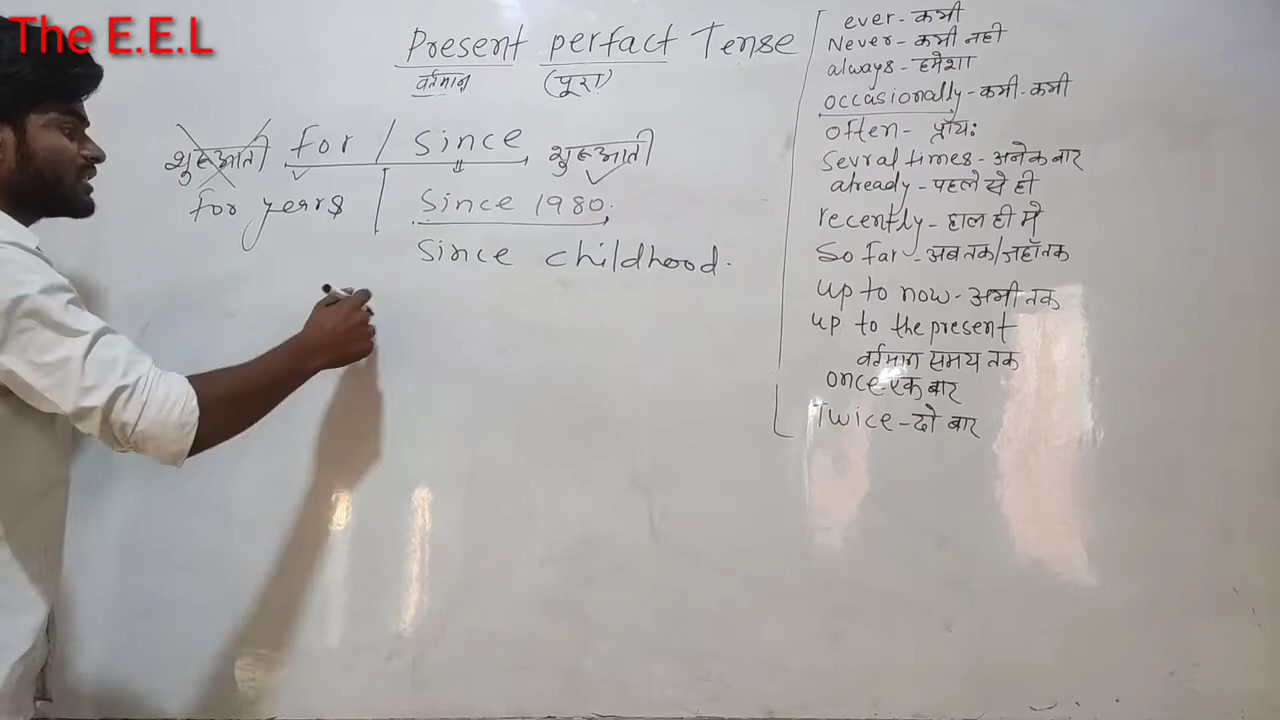 The E.E.L
Present perfact Tense
वर्तमान (पूरा)
शुरूआती for / Since शुरूआती
for years | Since 1980.
Since childhood.
ever - कभी
Never - कभी नही
always - हमेशा
occasionally - कभी-कभी
often - प्रॉय:
Sevral times - अनेक बार
already - पहले से ही
recently - हाल ही मे
So far - अब तक/जहाँ तक
up to now - अभी तक
up to the present
वर्तमान समय तक
once - एक बार
Twice - दो बार